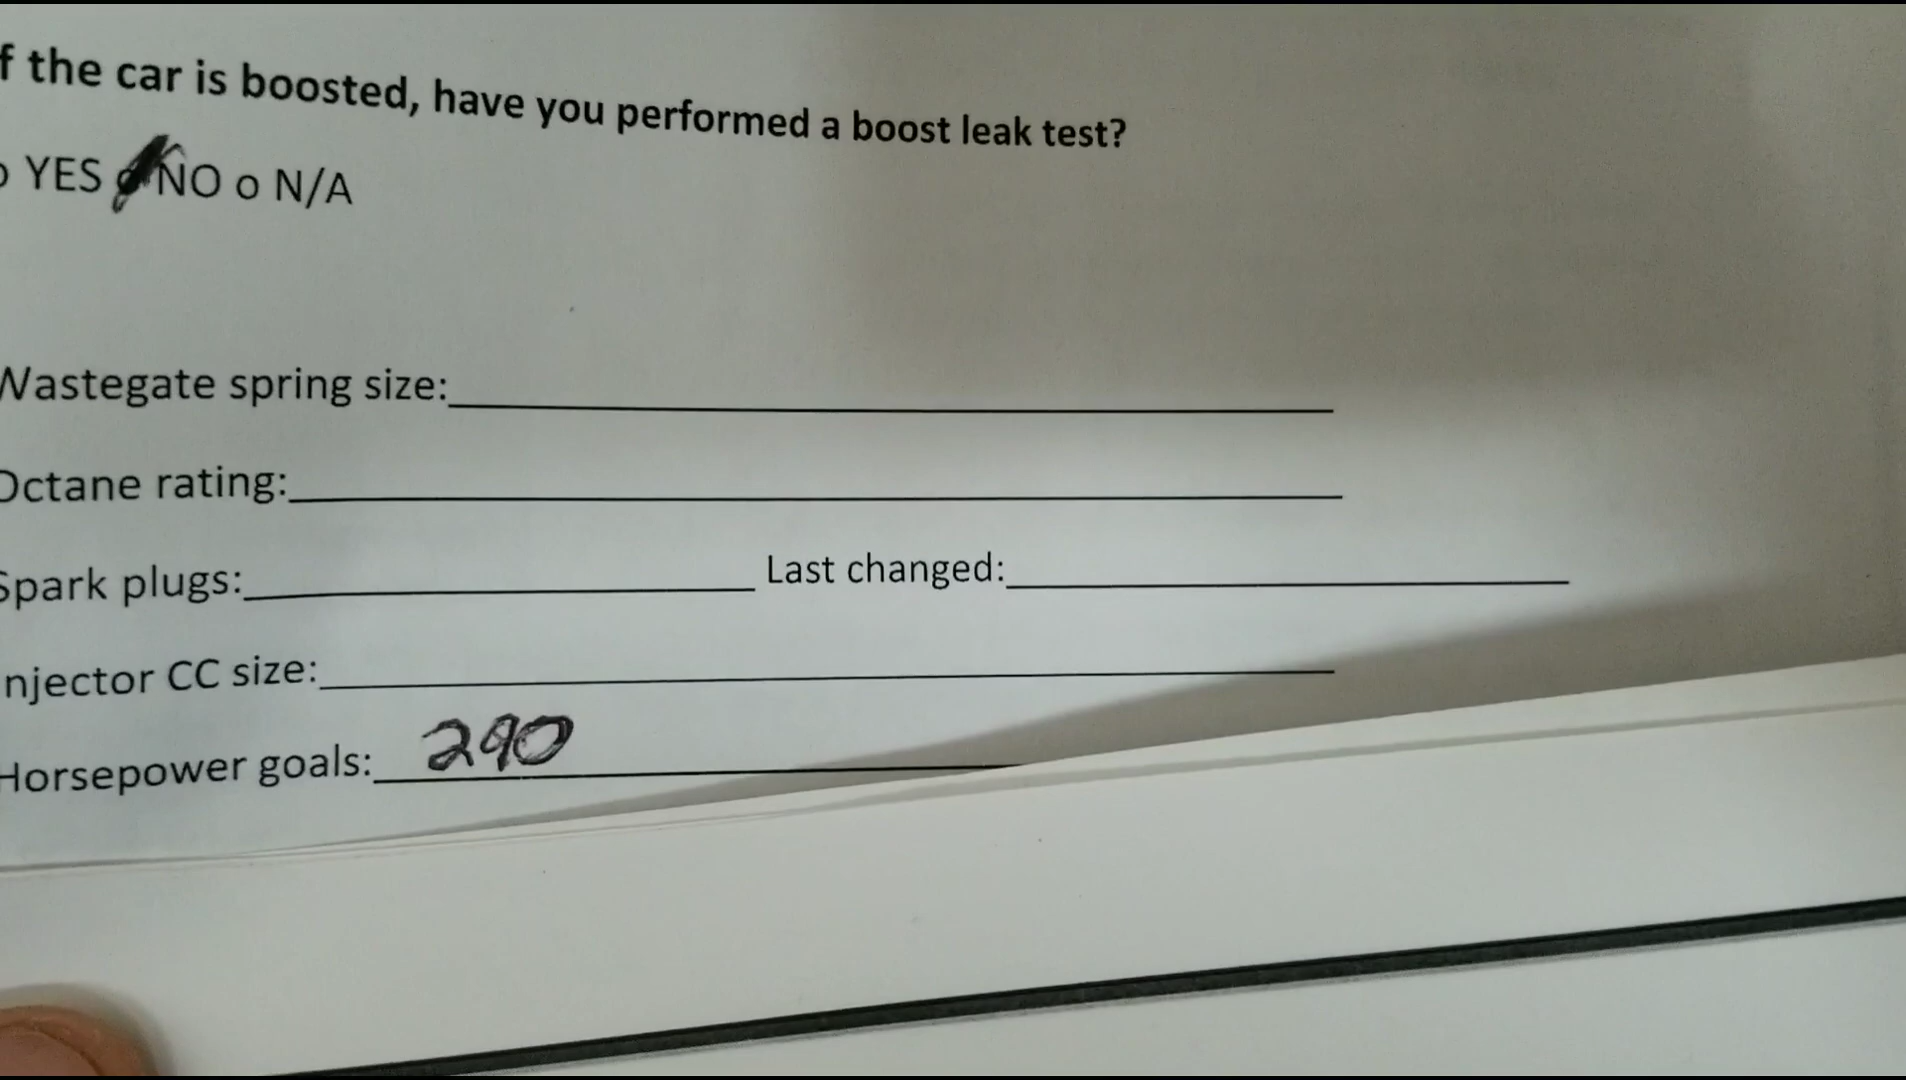 f the car is boosted, have you performed a boost leak test?
o YES o NO o N/A
Wastegate spring size:
Octane rating:
Spark plugs: Last changed:
njector CC size:
Horsepower goals: 290